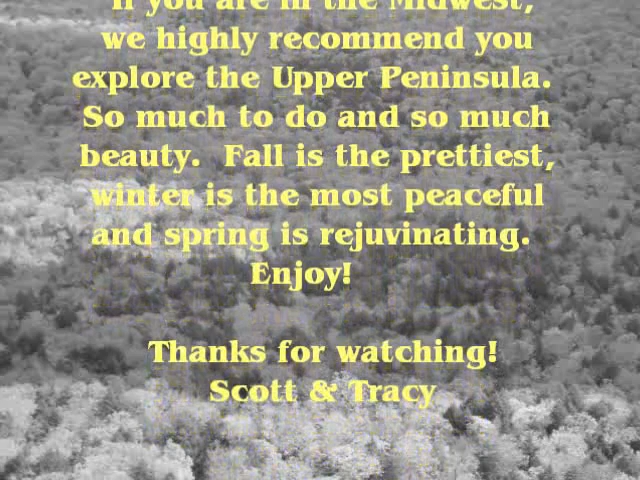 If you are in the Midwest,
we highly recommend you
explore the Upper Peninsula.
So much to do and so much
beauty. Fall is the prettiest,
winter is the most peaceful
and spring is rejuvinating.
Enjoy!
Thanks for watching!
Scott & Tracy